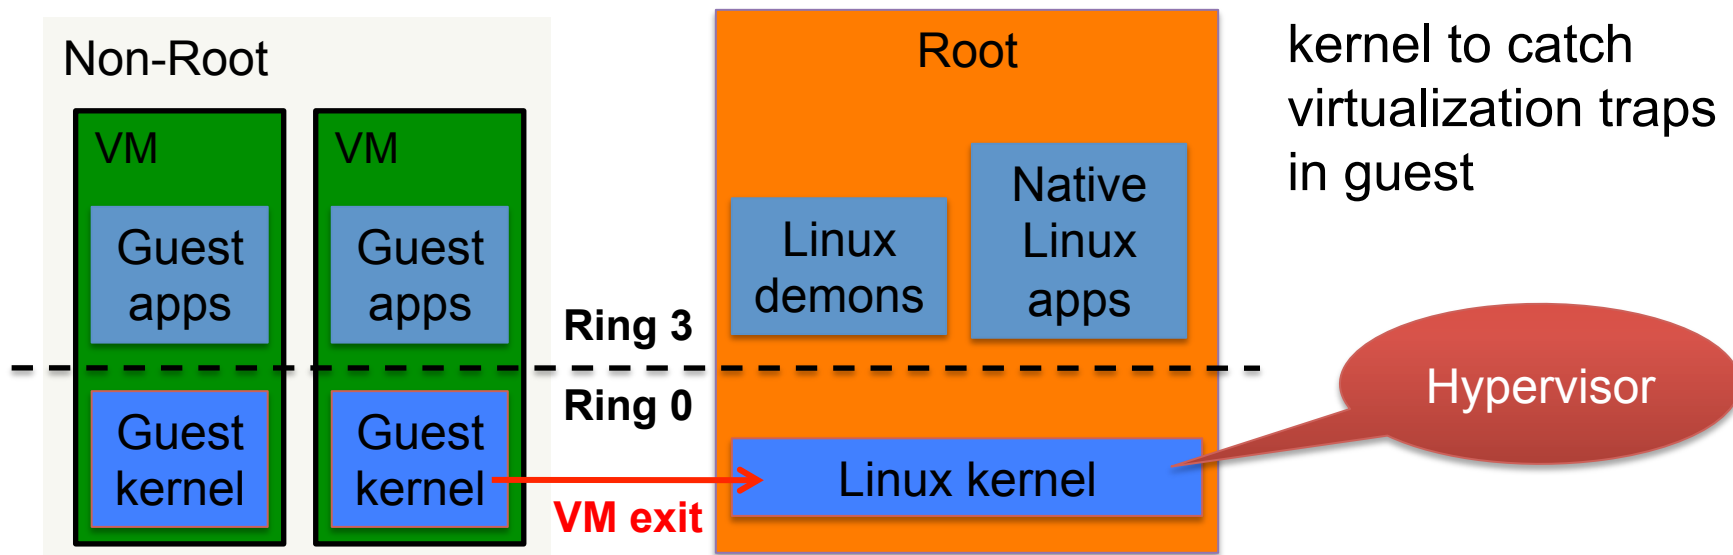 Non-Root
VM
Guest
apps
Guest
kernel
VM
Guest
apps
Guest
kernel
Ring 3
Ring 0
VM exit
Root
Linux
demons
Native
Linux
apps
Linux kernel
kernel to catch
virtualization traps
in guest
Hypervisor